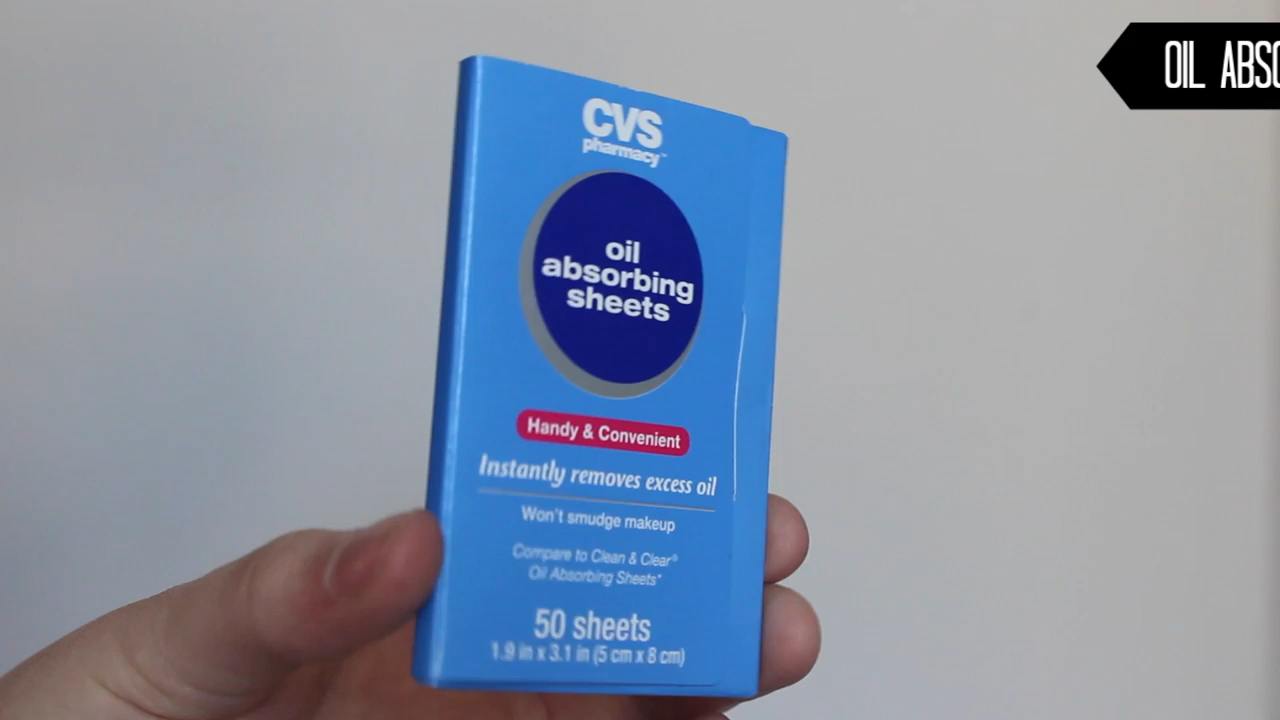 OIL ABSO
CVS
pharmacy™
oil
absorbing
sheets
Handy & Convenient
Instantly removes excess oil
Won't smudge makeup
Compare to Clean & Clear®
Oil Absorbing Sheets*
50 sheets
1.9 in x 3.1 in (5 cm x 8 cm)